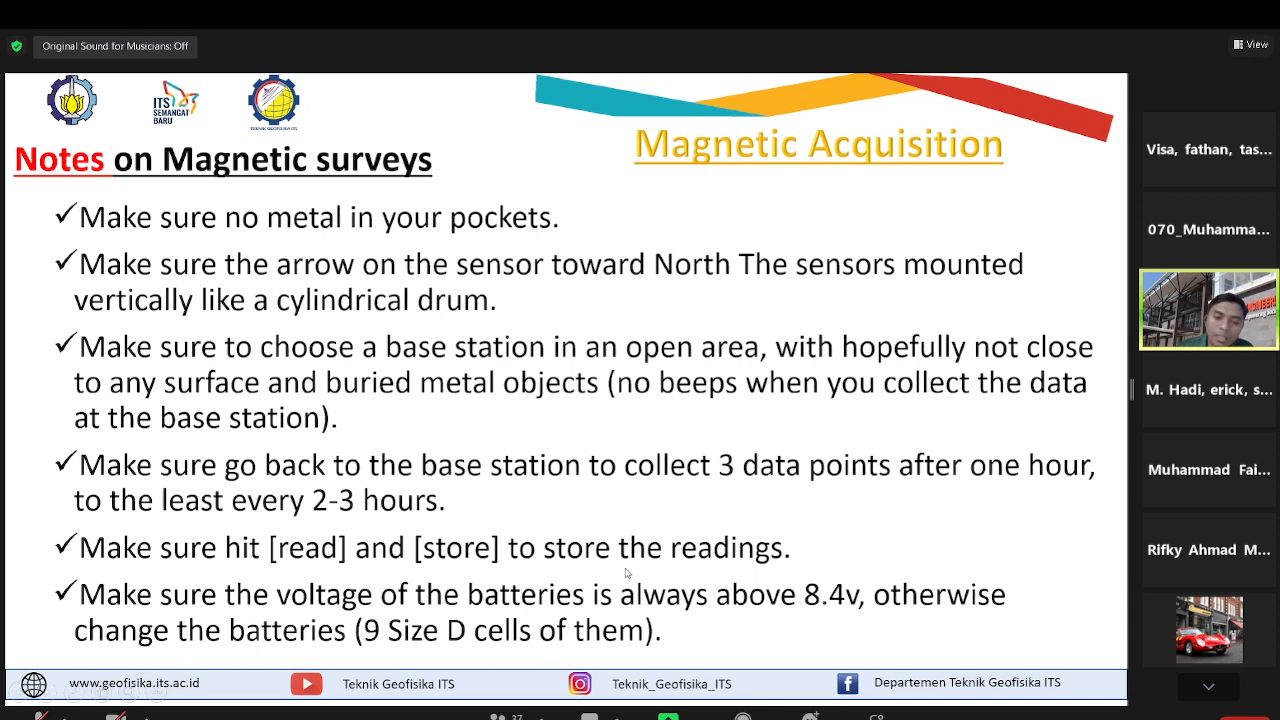 Original Sound for Musicians: Off
View
ITS
SEMANGAT
BARU
TEKNIK GEOFISIKA ITS
Magnetic Acquisition
Notes on Magnetic surveys
✓Make sure no metal in your pockets.
✓Make sure the arrow on the sensor toward North The sensors mounted
vertically like a cylindrical drum.
✓Make sure to choose a base station in an open area, with hopefully not close
to any surface and buried metal objects (no beeps when you collect the data
at the base station).
✓Make sure go back to the base station to collect 3 data points after one hour,
to the least every 2-3 hours.
✓Make sure hit [read] and [store] to store the readings.
✓Make sure the voltage of the batteries is always above 8.4v, otherwise
change the batteries (9 Size D cells of them).
www.geofisika.its.ac.id
Teknik Geofisika ITS
Teknik_Geofisika_ITS
Departemen Teknik Geofisika ITS
Visa, fathan, tas...
070_Muhamma...
M. Hadi, erick, s...
Muhammad Fai...
Rifky Ahmad M...
37